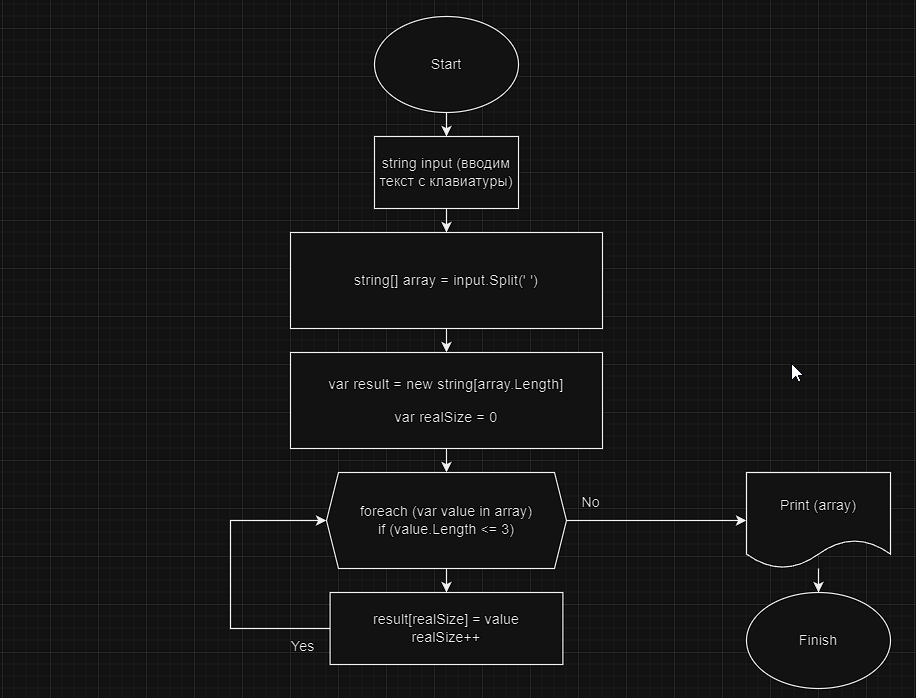 Start
string input (вводим
текст с клавиатуры)
string[] array = input.Split(' ')
var result = new string[array.Length]
var realSize = 0
foreach (var value in array)
if (value.Length <= 3)
No
Print (array)
result[realSize] = value
realSize++
Yes
Finish